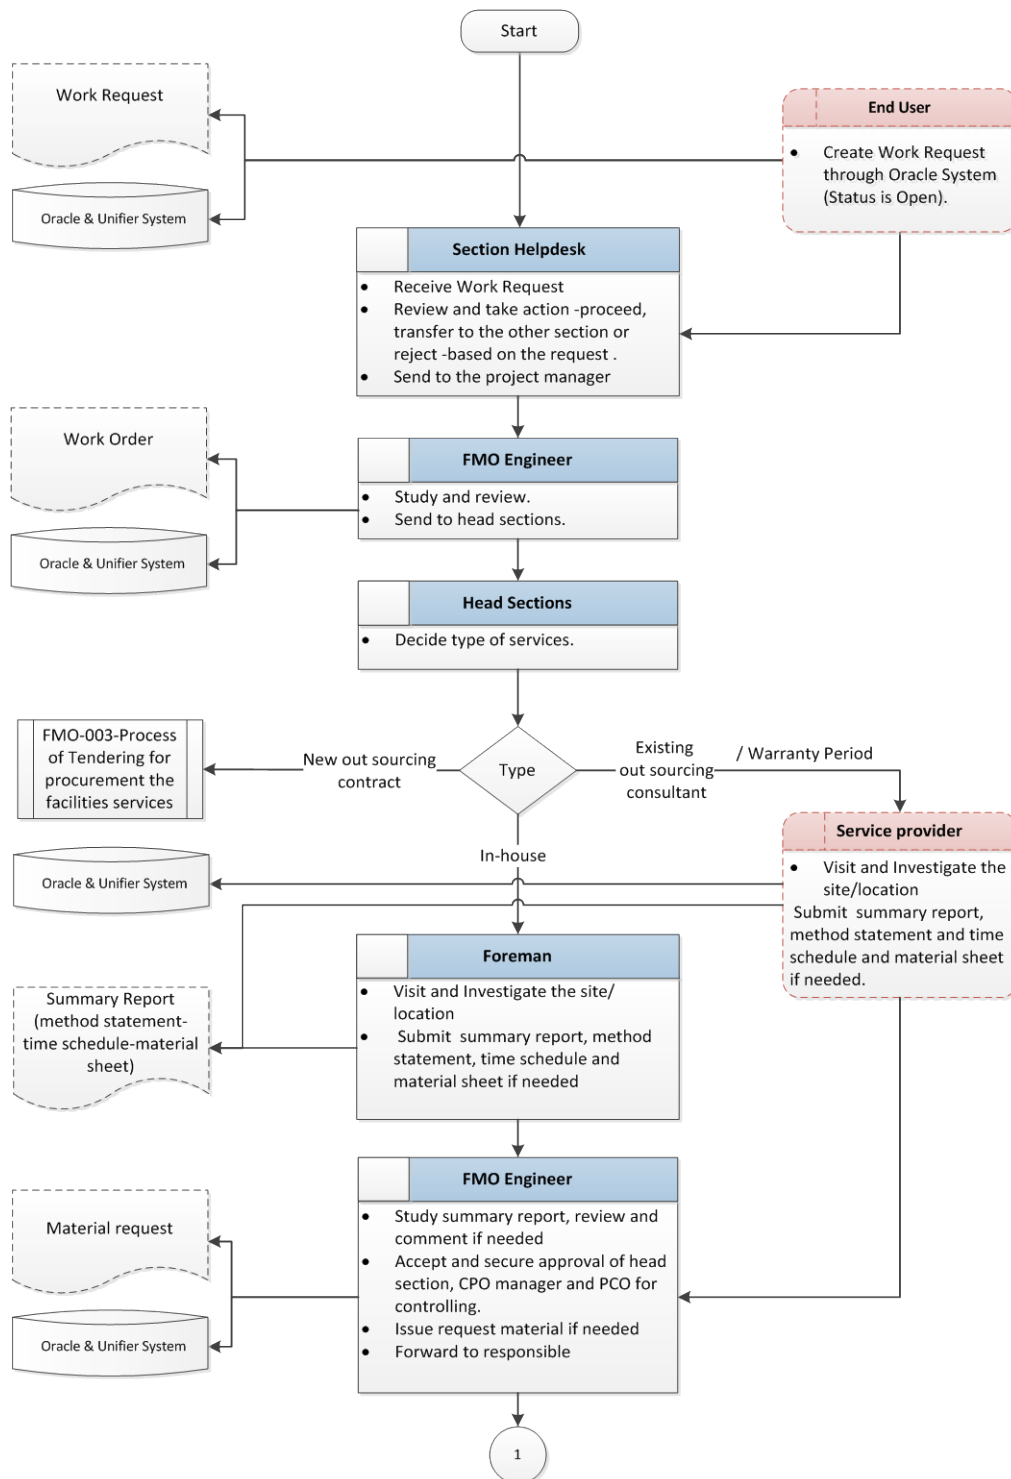 Start
Work Request
Oracle & Unifier System
End User
• Create Work Request
through Oracle System
(Status is Open).
Section Helpdesk
• Receive Work Request
• Review and take action -proceed,
transfer to the other section or
reject -based on the request .
• Send to the project manager
Work Order
Oracle & Unifier System
FMO Engineer
• Study and review.
• Send to head sections.
Head Sections
• Decide type of services.
FMO-003-Process
of Tendering for
procurement the
facilities services
New out sourcing
contract
Type
Existing
out sourcing
consultant
/ Warranty Period
In-house
Oracle & Unifier System
Service provider
• Visit and Investigate the
site/location
Submit summary report,
method statement and time
schedule and material sheet
if needed.
Summary Report
(method statement-
time schedule-material
sheet)
Foreman
• Visit and Investigate the site/
location
• Submit summary report, method
statement, time schedule and
material sheet if needed
Material request
Oracle & Unifier System
FMO Engineer
• Study summary report, review and
comment if needed
• Accept and secure approval of head
section, CPO manager and PCO for
controlling.
• Issue request material if needed
• Forward to responsible
1